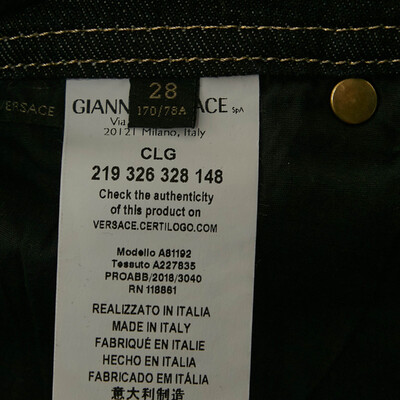 VERSACE
28
170/78A
GIANN ACE SpA
Via
20121 Milano, Italy
CLG
219 326 328 148
Check the authenticity
of this product on
VERSACE.CERTILOGO.COM
Modello A81192
Tessuto A227835
PROABB/2018/3040
RN 118861
REALIZZATO IN ITALIA
MADE IN ITALY
FABRIQUÉ EN ITALIE
HECHO EN ITALIA
FABRICADO EM ITÁLIA
意大利制造